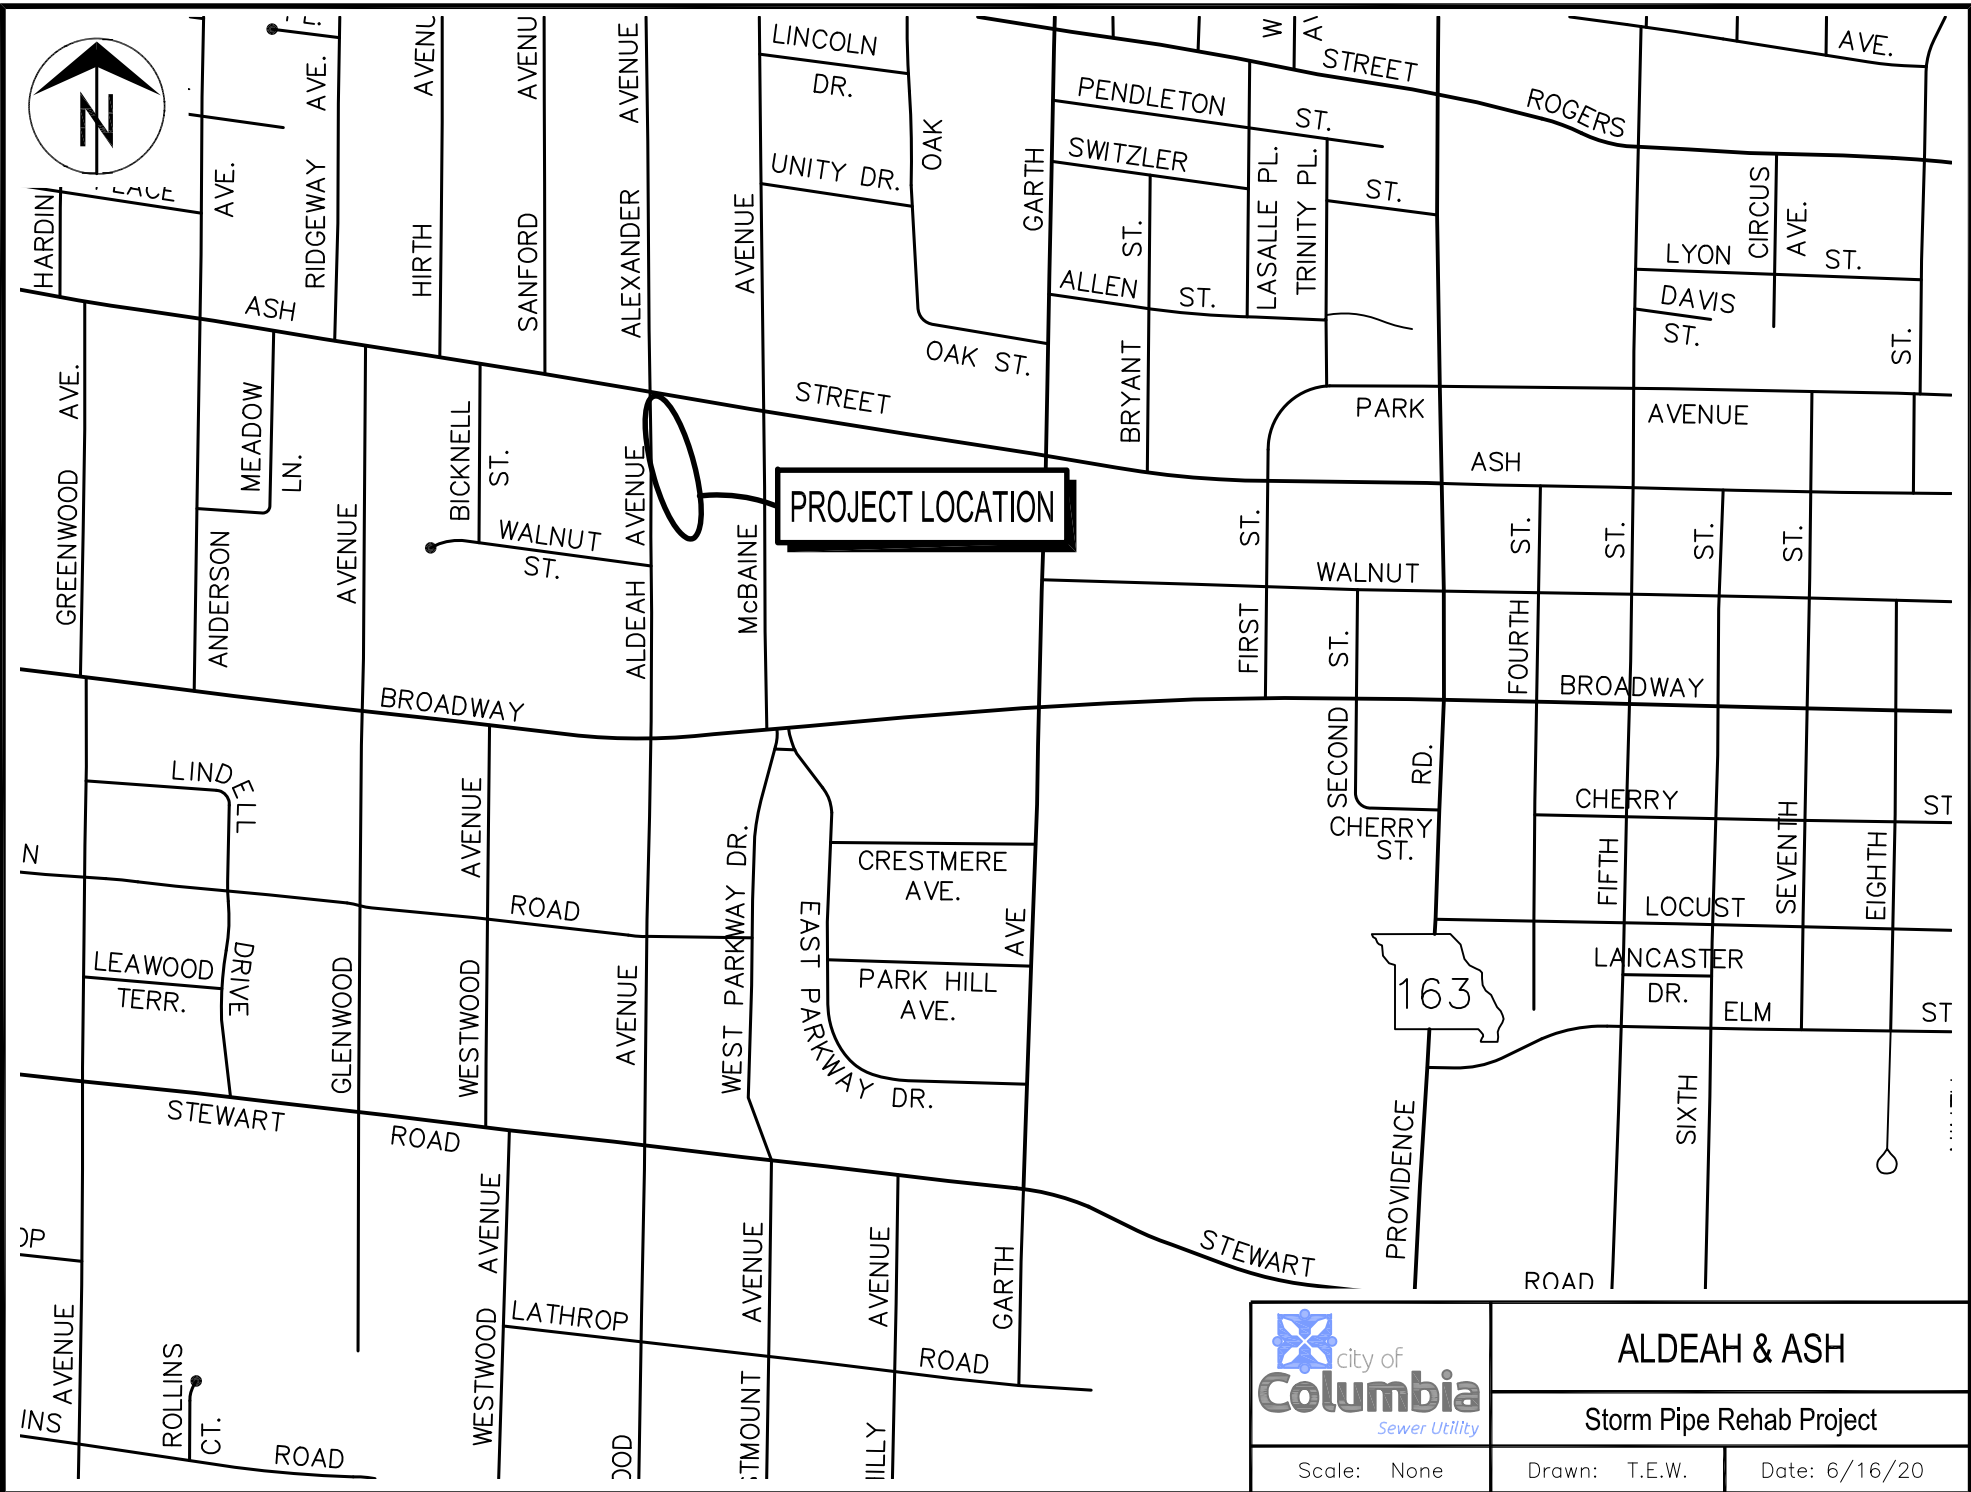 N
PLACE
HARDIN
AVE.
RIDGEWAY AVE.
HIRTH AVENU
SANFORD AVENU
ALEXANDER AVENUE
AVENUE
LINCOLN
DR.
UNITY DR.
OAK
OAK ST.
GARTH
STREET
ROGERS
AVE.
PENDLETON
ST.
SWITZLER
ST.
ALLEN
ST.
ST.
BRYANT
LASALLE PL.
TRINITY PL.
CIRCUS
AVE.
LYON
ST.
DAVIS
ST.
ST.
ASH
STREET
ASH
PARK
AVENUE
GREENWOOD AVE.
MEADOW
LN.
ANDERSON
AVENUE
BICKNELL
ST.
WALNUT
ST.
ALDEAH AVENUE
McBAINE
PROJECT LOCATION
WALNUT
FIRST ST.
ST.
FOURTH ST.
ST.
ST.
ST.
BROADWAY
BROADWAY
LINDELL
DRIVE
N
LEAWOOD
TERR.
GLENWOOD
WESTWOOD AVENUE
ROAD
AVENUE
WEST PARKWAY DR.
EAST PARKWAY DR.
CRESTMERE
AVE.
PARK HILL
AVE.
AVE
SECOND
RD.
CHERRY
ST.
CHERRY
ST
FIFTH
SEVENTH
EIGHTH
LOCUST
LANCASTER
DR.
ELM
ST
163
PROVIDENCE
SIXTH
STEWART
ROAD
STEWART
ROAD
OP
AVENUE
INS
ROLLINS
CT.
ROAD
WESTWOOD AVENUE
LATHROP
ROAD
OOD
STMOUNT AVENUE
ILLY AVENUE
GARTH
city of
Columbia
Sewer Utility
ALDEAH & ASH
Storm Pipe Rehab Project
Scale: None
Drawn: T.E.W.
Date: 6/16/20